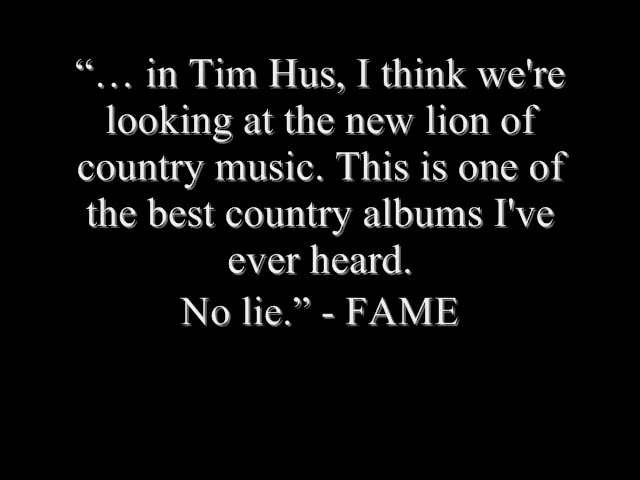 “… in Tim Hus, I think we're
looking at the new lion of
country music. This is one of
the best country albums I've
ever heard.
No lie.” - FAME